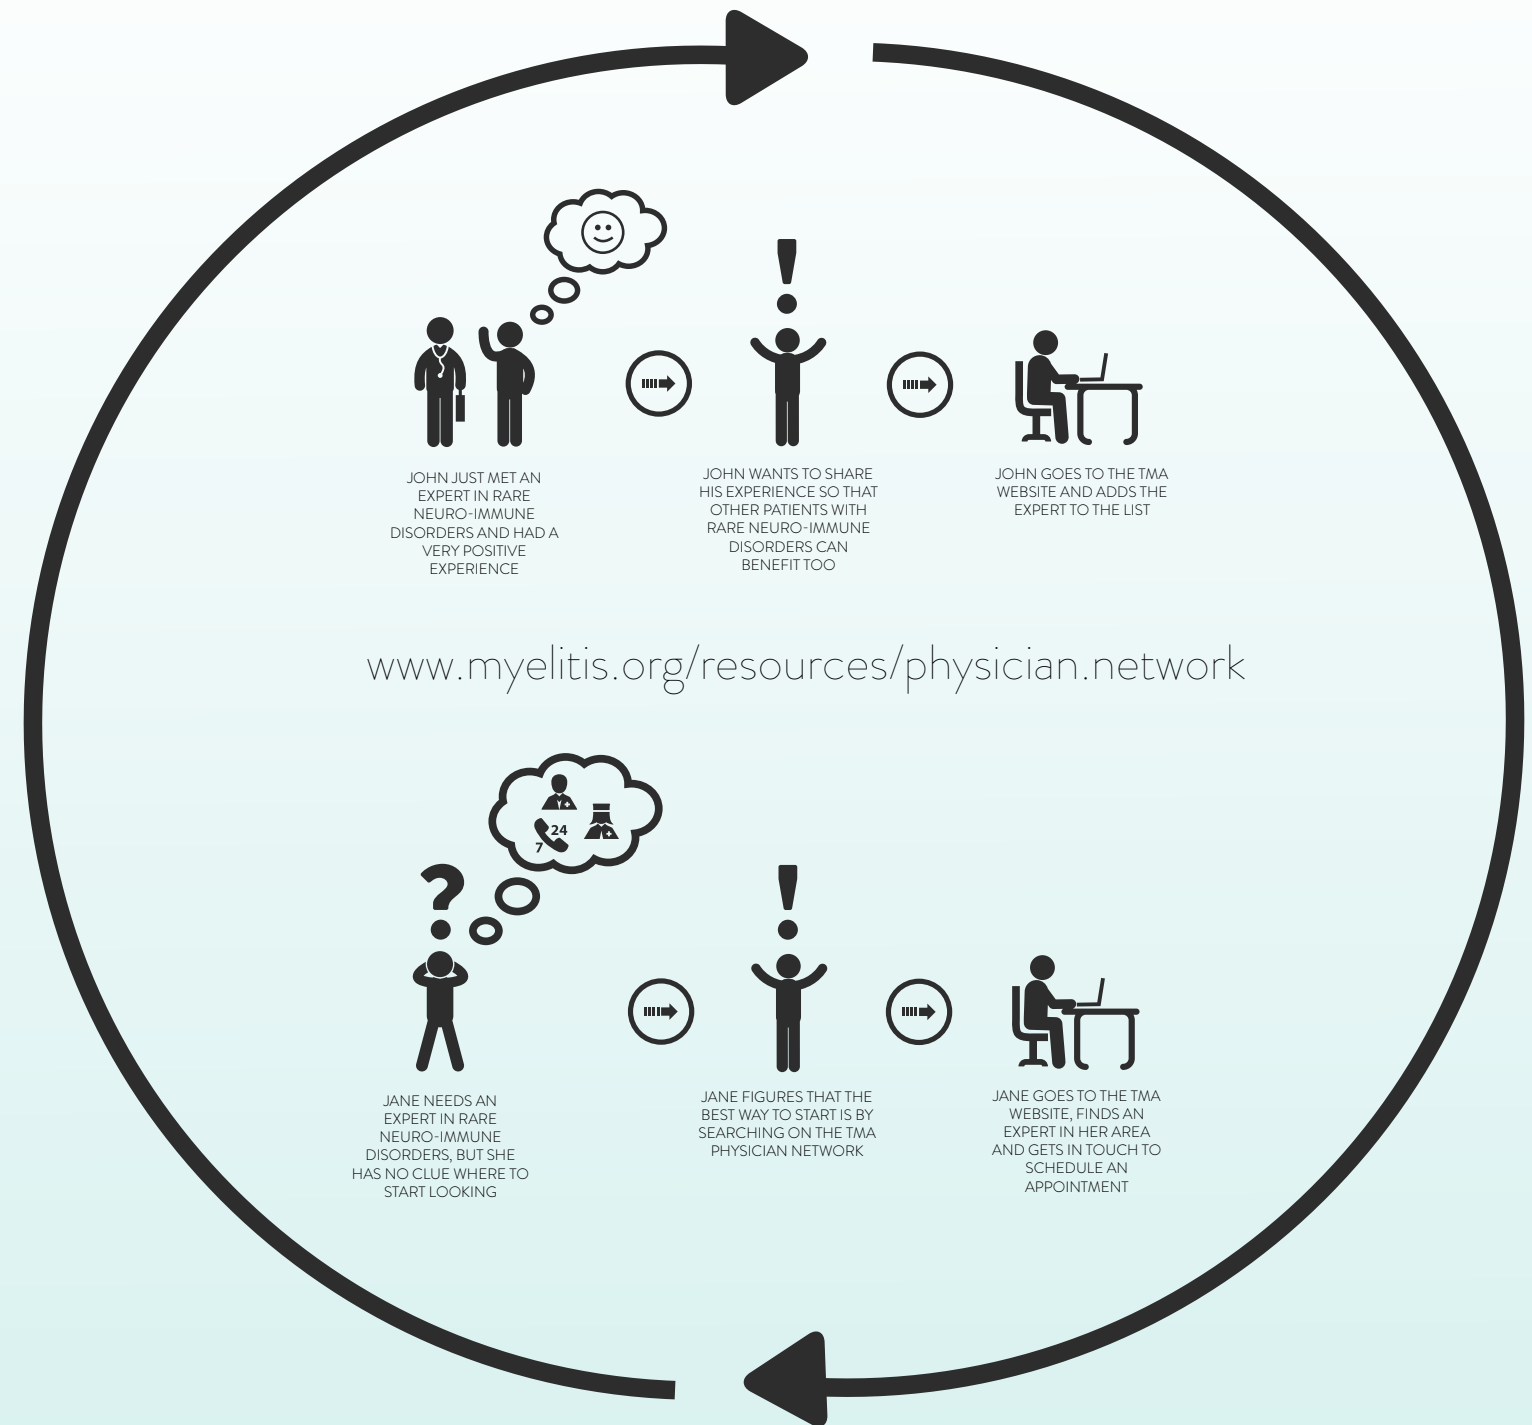 JOHN JUST MET AN
EXPERT IN RARE
NEURO-IMMUNE
DISORDERS AND HAD A
VERY POSITIVE
EXPERIENCE
JOHN WANTS TO SHARE
HIS EXPERIENCE SO THAT
OTHER PATIENTS WITH
RARE NEURO-IMMUNE
DISORDERS CAN
BENEFIT TOO
JOHN GOES TO THE TMA
WEBSITE AND ADDS THE
EXPERT TO THE LIST
www.myelitis.org/resources/physician.network
24
7
?
!
!
JANE NEEDS AN
EXPERT IN RARE
NEURO-IMMUNE
DISORDERS, BUT SHE
HAS NO CLUE WHERE TO
START LOOKING
JANE FIGURES THAT THE
BEST WAY TO START IS BY
SEARCHING ON THE TMA
PHYSICIAN NETWORK
JANE GOES TO THE TMA
WEBSITE, FINDS AN
EXPERT IN HER AREA
AND GETS IN TOUCH TO
SCHEDULE AN
APPOINTMENT